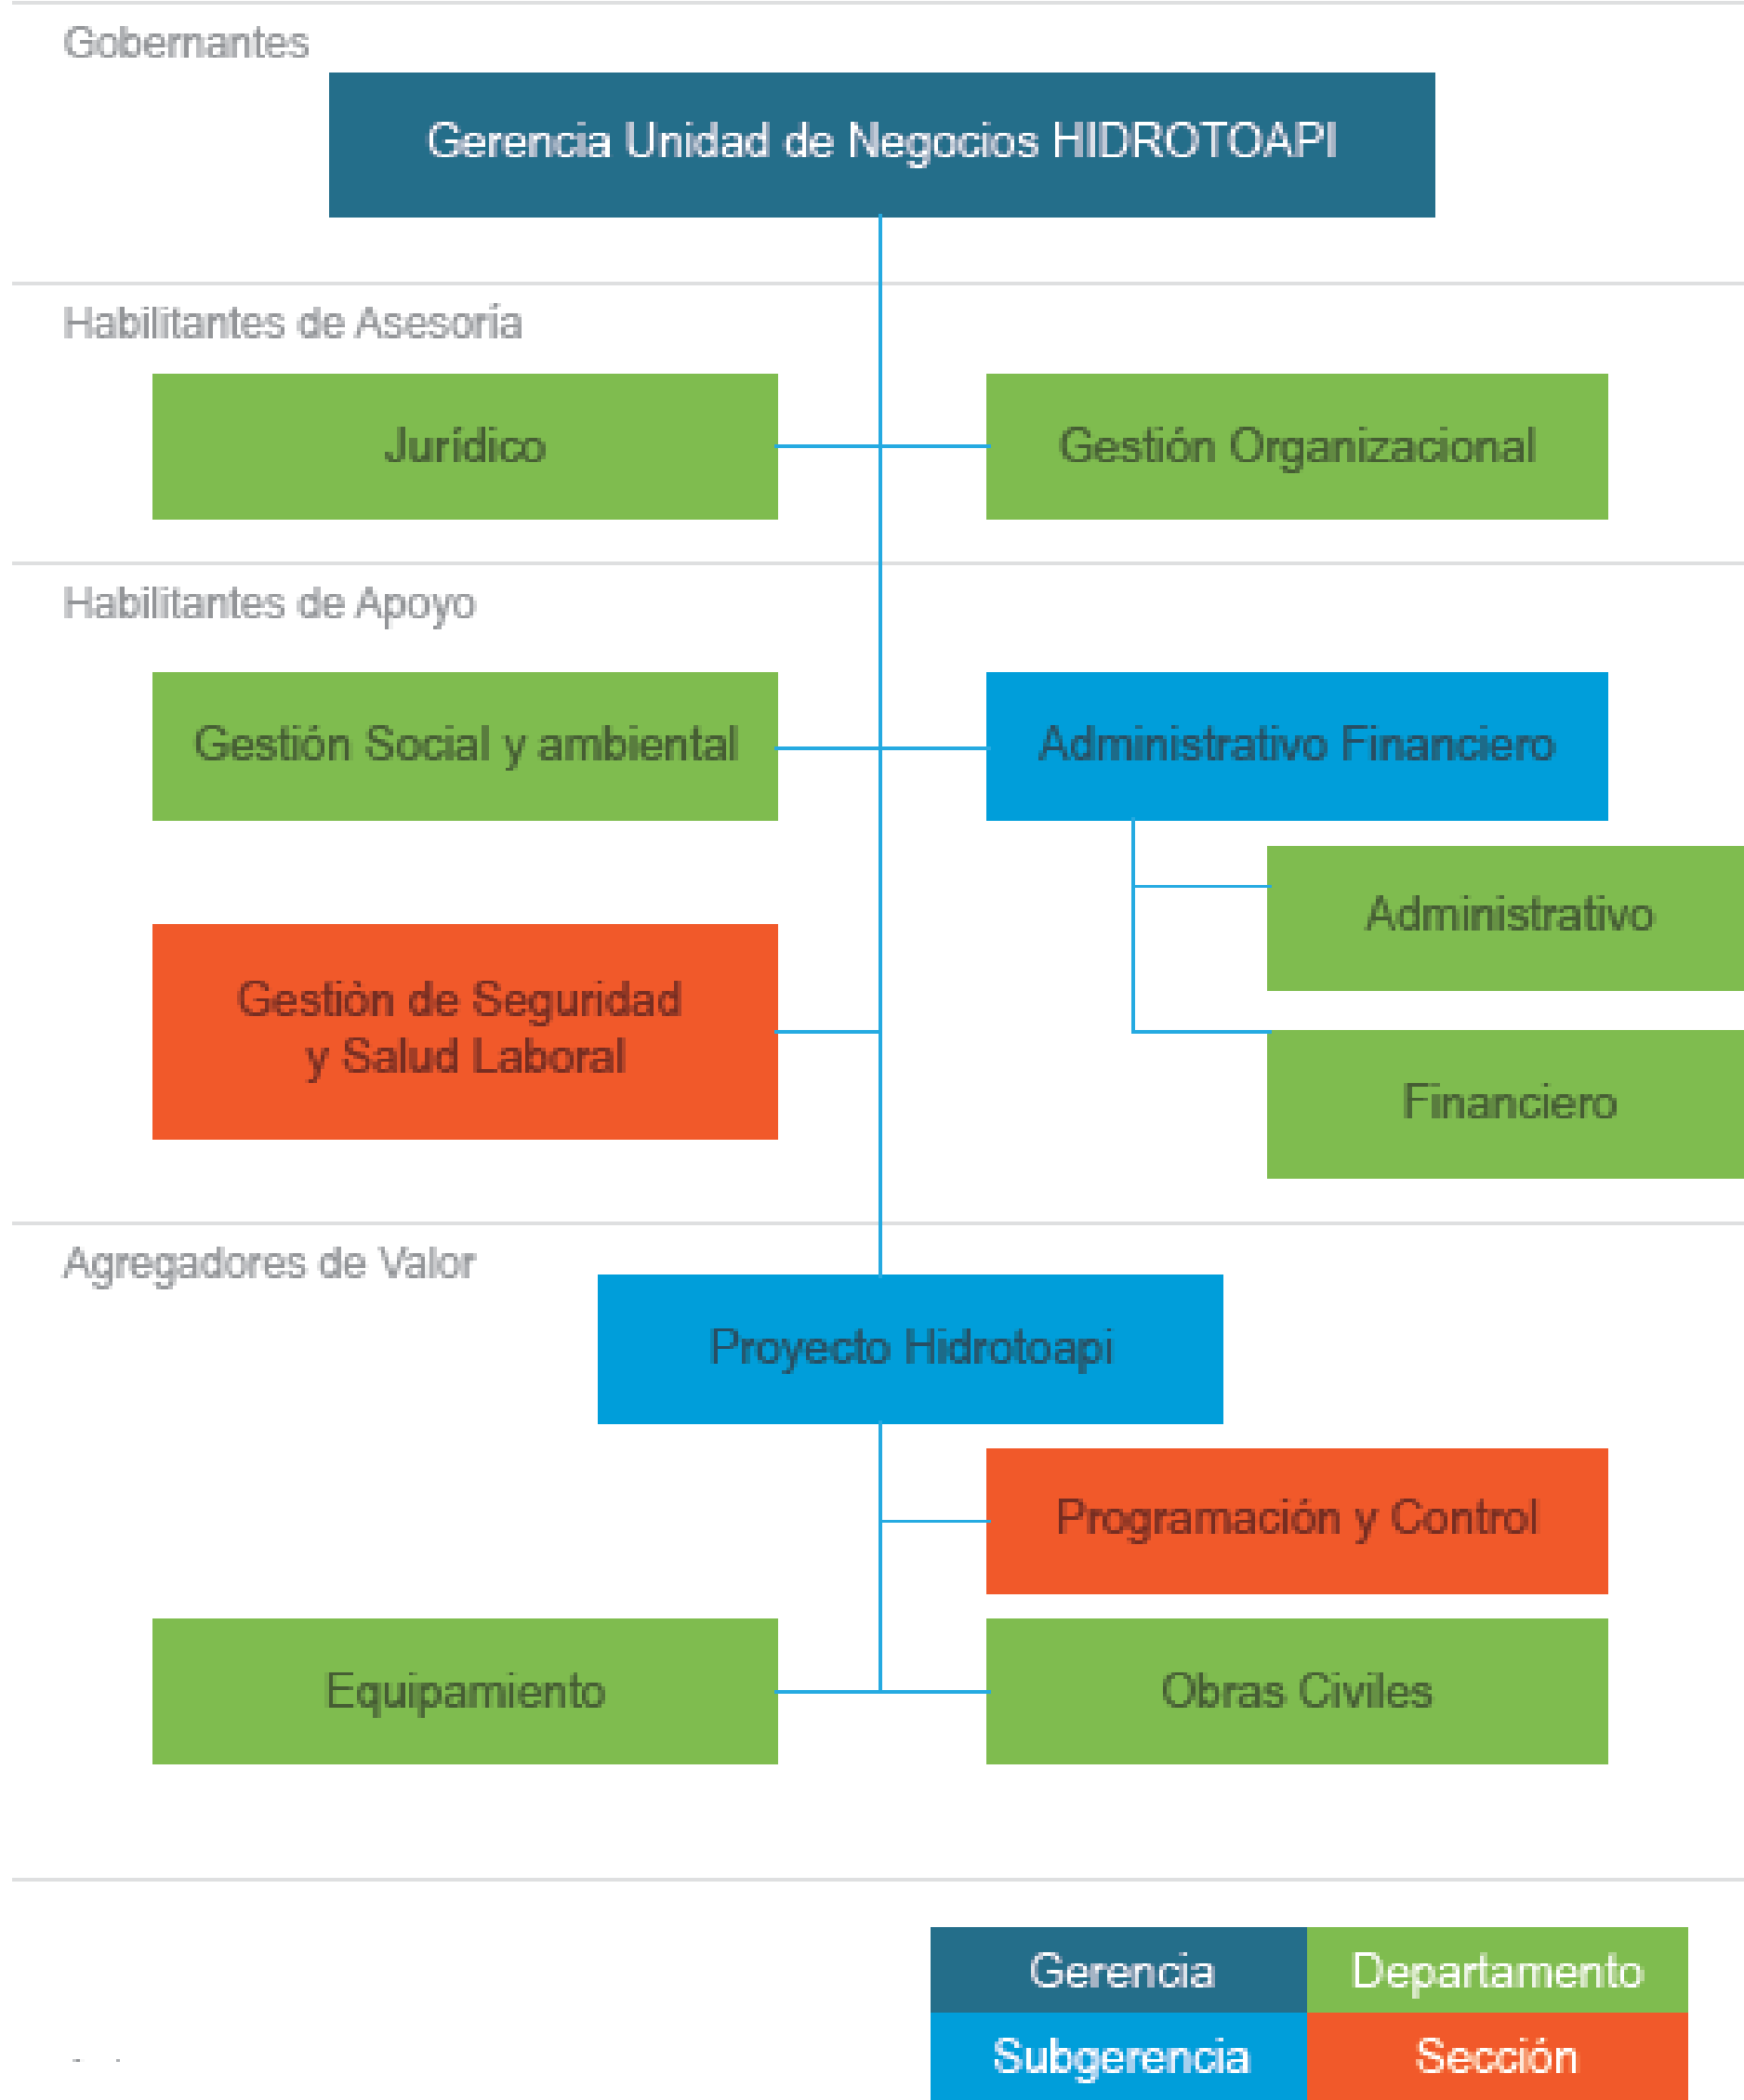 Gobernantes
Gerencia Unidad de Negocios HIDROTOAPI
Habilitantes de Asesoría
Jurídico
Gestión Organizacional
Habilitantes de Apoyo
Gestión Social y ambiental
Administrativo Financiero
Administrativo
Gestión de Seguridad
y Salud Laboral
Financiero
Agregadores de Valor
Proyecto Hidrotoapi
Programación y Control
Equipamiento
Obras Civiles
Gerencia
Departamento
Subgerencia
Sección